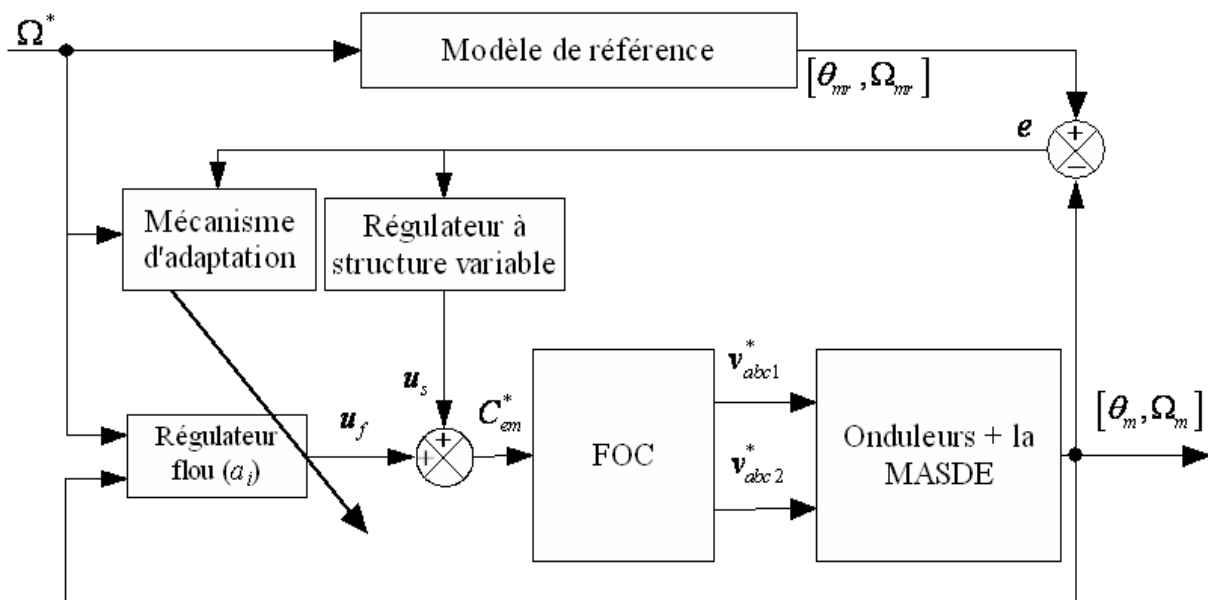 Ω*
Modèle de référence
[θmr, Ωmr]
+
e
−
Mécanisme
d'adaptation
Régulateur à
structure variable
us
v*abc1
[θm, Ωm]
Régulateur
flou (ai)
uf
+
+
C*em
FOC
v*abc2
Onduleurs + la
MASDE